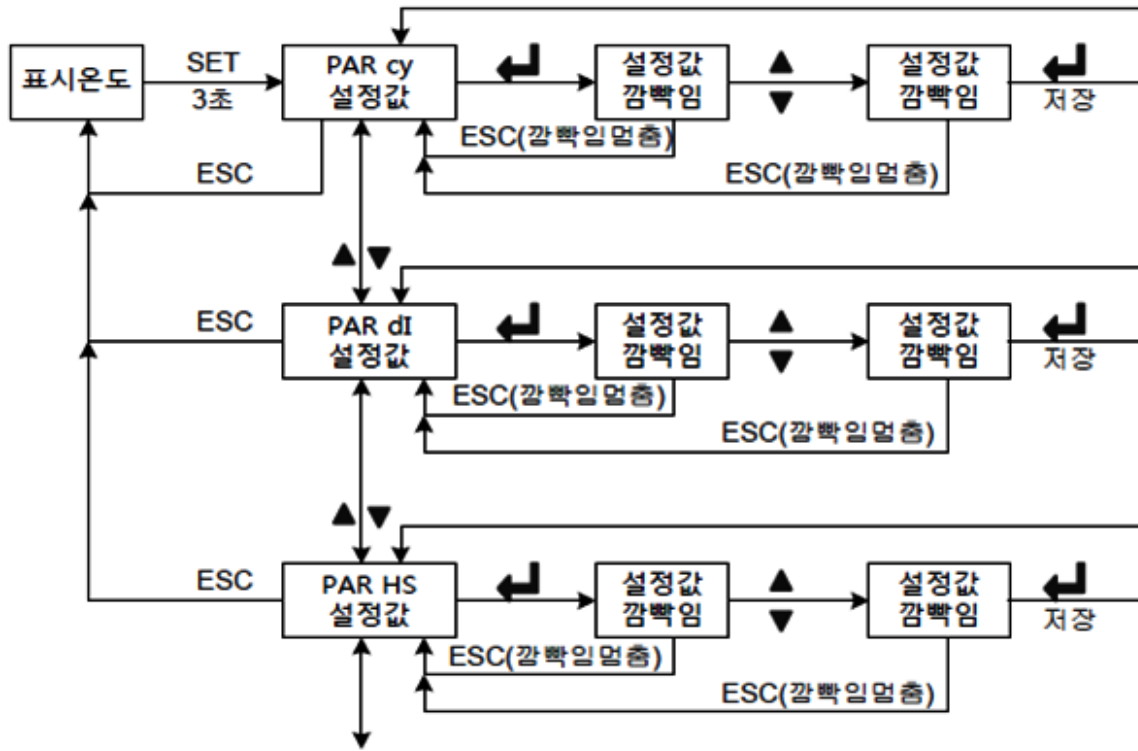 표시온도
SET
3초
PAR cy
설정값
설정값
깜빡임
▲
▼
설정값
깜빡임
저장
ESC(깜빡임멈춤)
ESC
ESC(깜빡임멈춤)
▲ ▼
ESC
PAR dI
설정값
설정값
깜빡임
▲
▼
설정값
깜빡임
저장
ESC(깜빡임멈춤)
ESC(깜빡임멈춤)
▲ ▼
ESC
PAR HS
설정값
설정값
깜빡임
▲
▼
설정값
깜빡임
저장
ESC(깜빡임멈춤)
ESC(깜빡임멈춤)